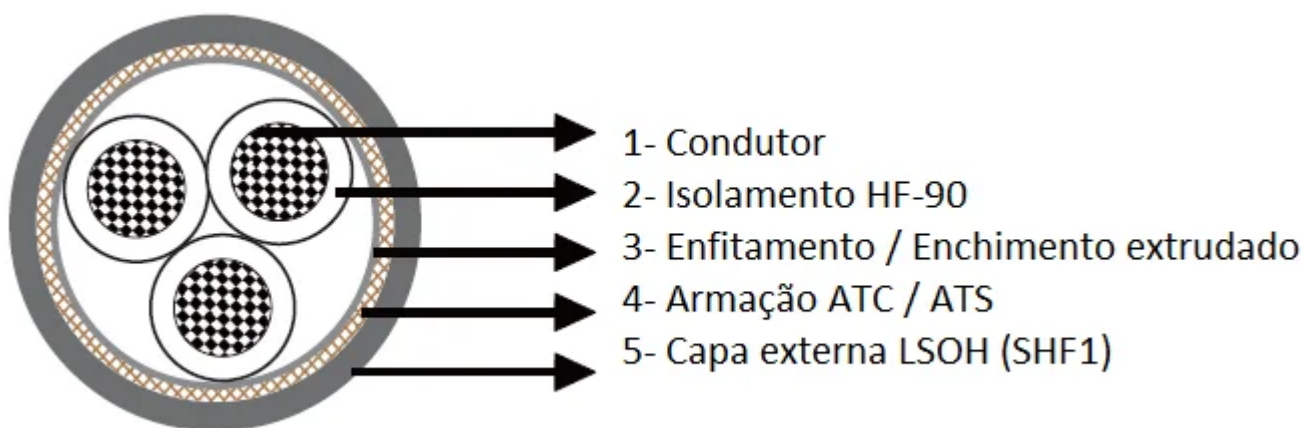 1- Condutor
2- Isolamento HF-90
3- Enfitamento / Enchimento extrudado
4- Armação ATC / ATS
5- Capa externa LSOH (SHF1)